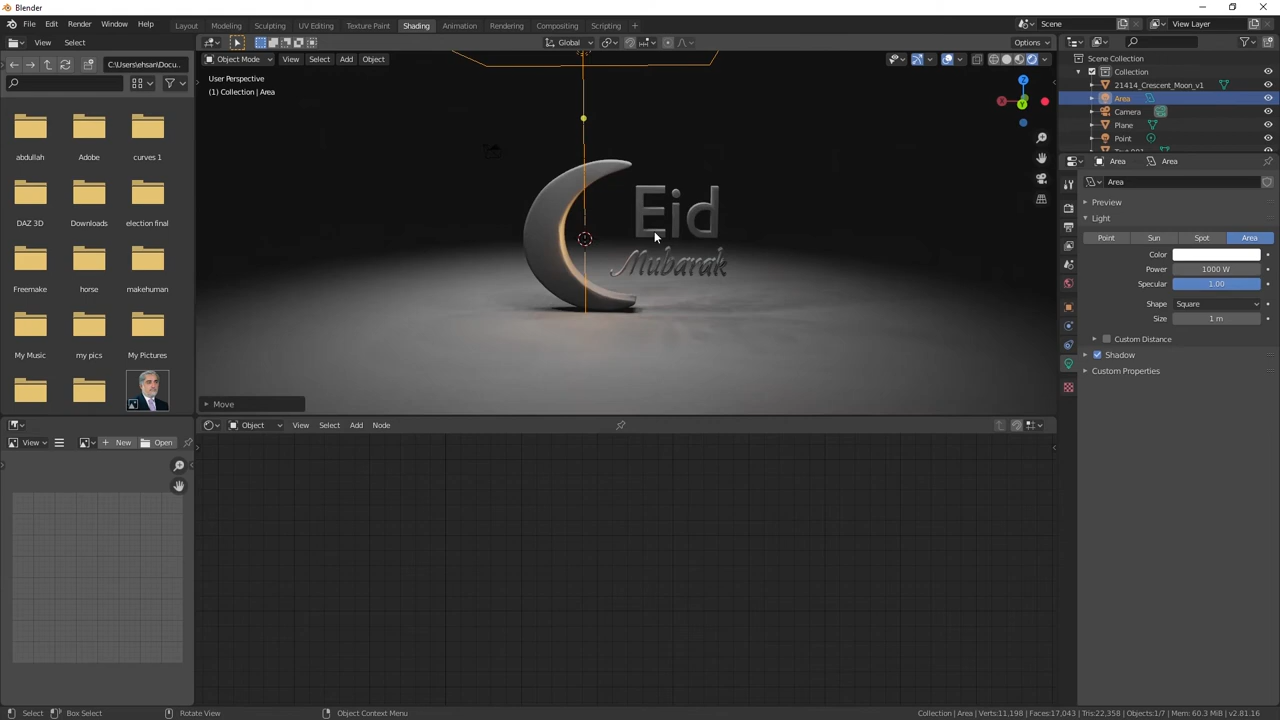 Blender
File Edit Render Window Help Layout Modeling Sculpting UV Editing Texture Paint Shading Animation Rendering Compositing Scripting + Scene View Layer
View Select Global Options
C:\Users\ehsan\Docu... Object Mode View Select Add Object
User Perspective
(1) Collection | Area
abdullah Adobe curves 1
DAZ 3D Downloads election final
Freemake horse makehuman
My Music my pics My Pictures
Eid
Mubarak
Move
Scene Collection
Collection
21414_Crescent_Moon_v1
Area
Camera
Plane
Point
Area Area
Area
Preview
Light
Point Sun Spot Area
Color
Power 1000 W
Specular 1.00
Shape Square
Size 1 m
Custom Distance
Shadow
Custom Properties
Object View Select Add Node
View New Open
Select Box Select Rotate View Object Context Menu Collection | Area | Verts:11,198 | Faces:17,043 | Tris:22,358 | Objects:1/7 | Mem: 60.3 MiB | v2.81.16